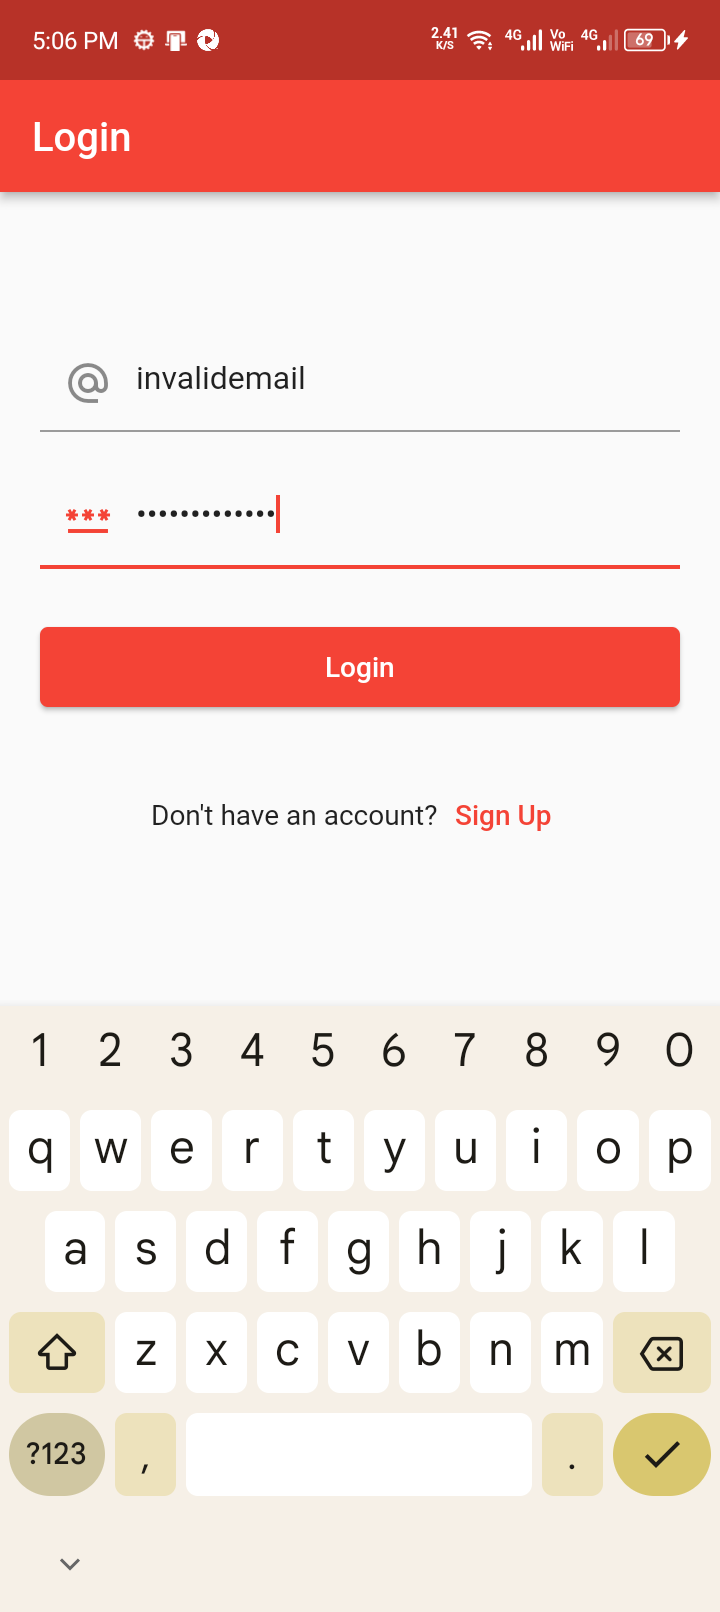 5:06 PM 2.41 K/S 4G Vo WiFi 4G 69
Login
invalidemail
•••••••••••••
Login
Don't have an account? Sign Up
1 2 3 4 5 6 7 8 9 0
q w e r t y u i o p
a s d f g h j k l
z x c v b n m
?123 , .